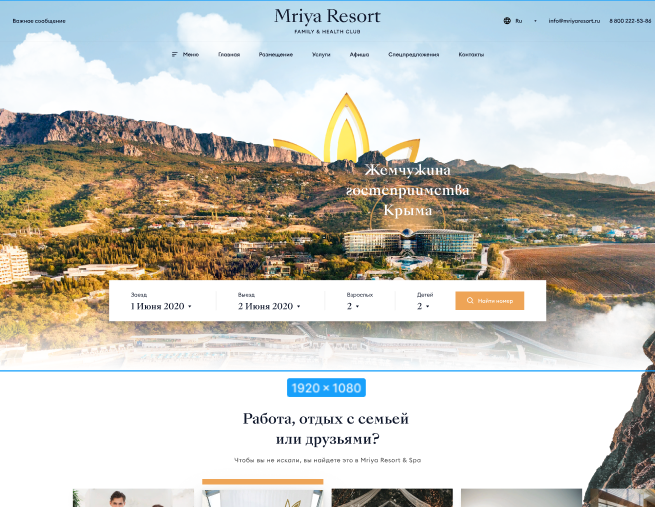 Важное сообщение
Mriya Resort
FAMILY & HEALTH CLUB
Ru
info@mriyaresort.ru
8 800 222-53-86
Меню
Главная
Размещение
Услуги
Афиша
Спецпредложения
Контакты
Жемчужина
гостеприимства
Крыма
Заезд
1 Июня 2020
Выезд
2 Июня 2020
Взрослых
2
Детей
2
Найти номер
1920 × 1080
Работа, отдых с семьей
или друзьями?
Чтобы вы не искали, вы найдете это в Mriya Resort & Spa